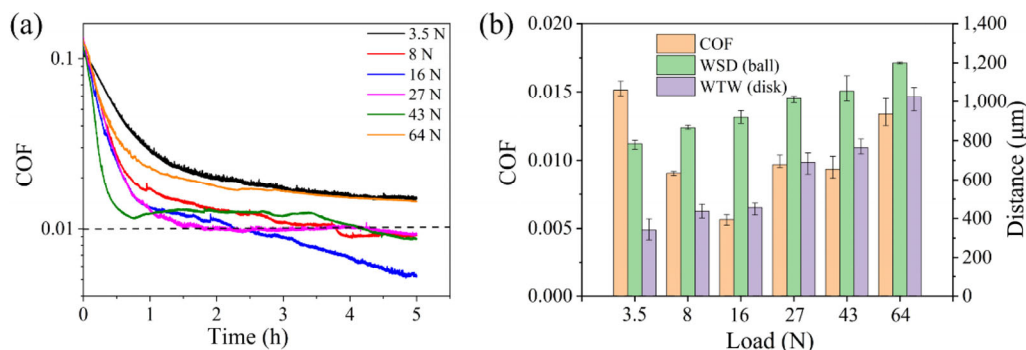 (a)
3.5 N
8 N
16 N
27 N
43 N
64 N
0.1
0.01
COF
0 1 2 3 4 5
Time (h)
(b)
COF
WSD (ball)
WTW (disk)
0.020
0.015
0.010
0.005
0.000
COF
1,400
1,200
1,000
800
600
400
200
0
Distance (μm)
3.5 8 16 27 43 64
Load (N)